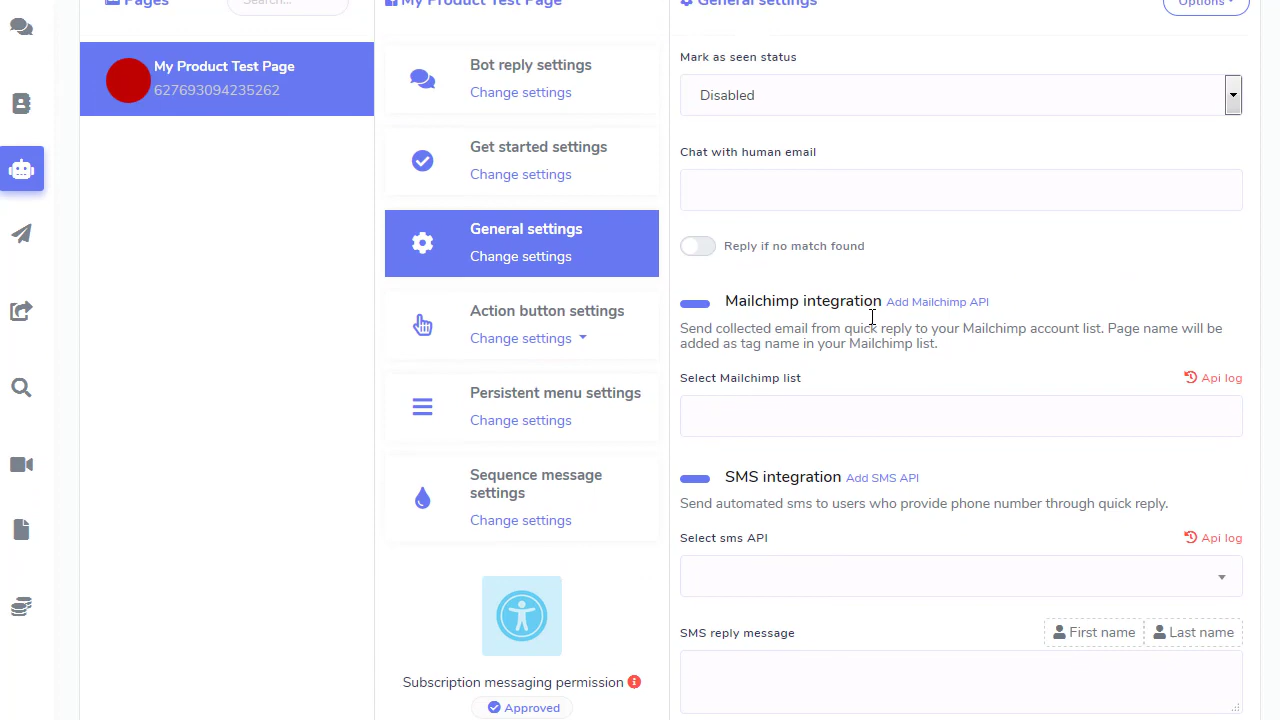 Pages
Search...
My Product Test Page
627693094235262
My Product Test Page
Bot reply settings
Change settings
Get started settings
Change settings
General settings
Change settings
Action button settings
Change settings
Persistent menu settings
Change settings
Sequence message
settings
Change settings
Subscription messaging permission
Approved
General settings
Options
Mark as seen status
Disabled
Chat with human email
Reply if no match found
Mailchimp integration Add Mailchimp API
Send collected email from quick reply to your Mailchimp account list. Page name will be
added as tag name in your Mailchimp list.
Select Mailchimp list
Api log
SMS integration Add SMS API
Send automated sms to users who provide phone number through quick reply.
Select sms API
Api log
SMS reply message
First name
Last name